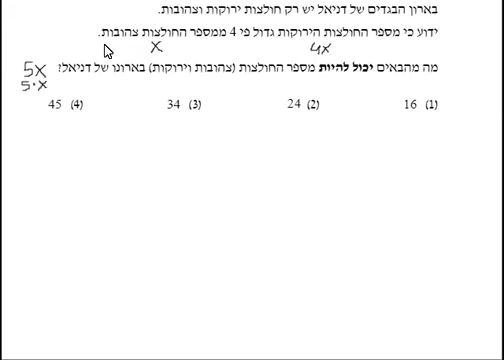 בארון הבגדים של דניאל יש רק חולצות ירוקות וצהובות.
ידוע כי מספר החולצות הירוקות גדול פי 4 ממספר החולצות צהובות.
4x x
מה מהבאים יכול להיות מספר החולצות (צהובות וירוקות) בארונו של דניאל?
5x
5·x
(1) 16 (2) 24 (3) 34 (4) 45